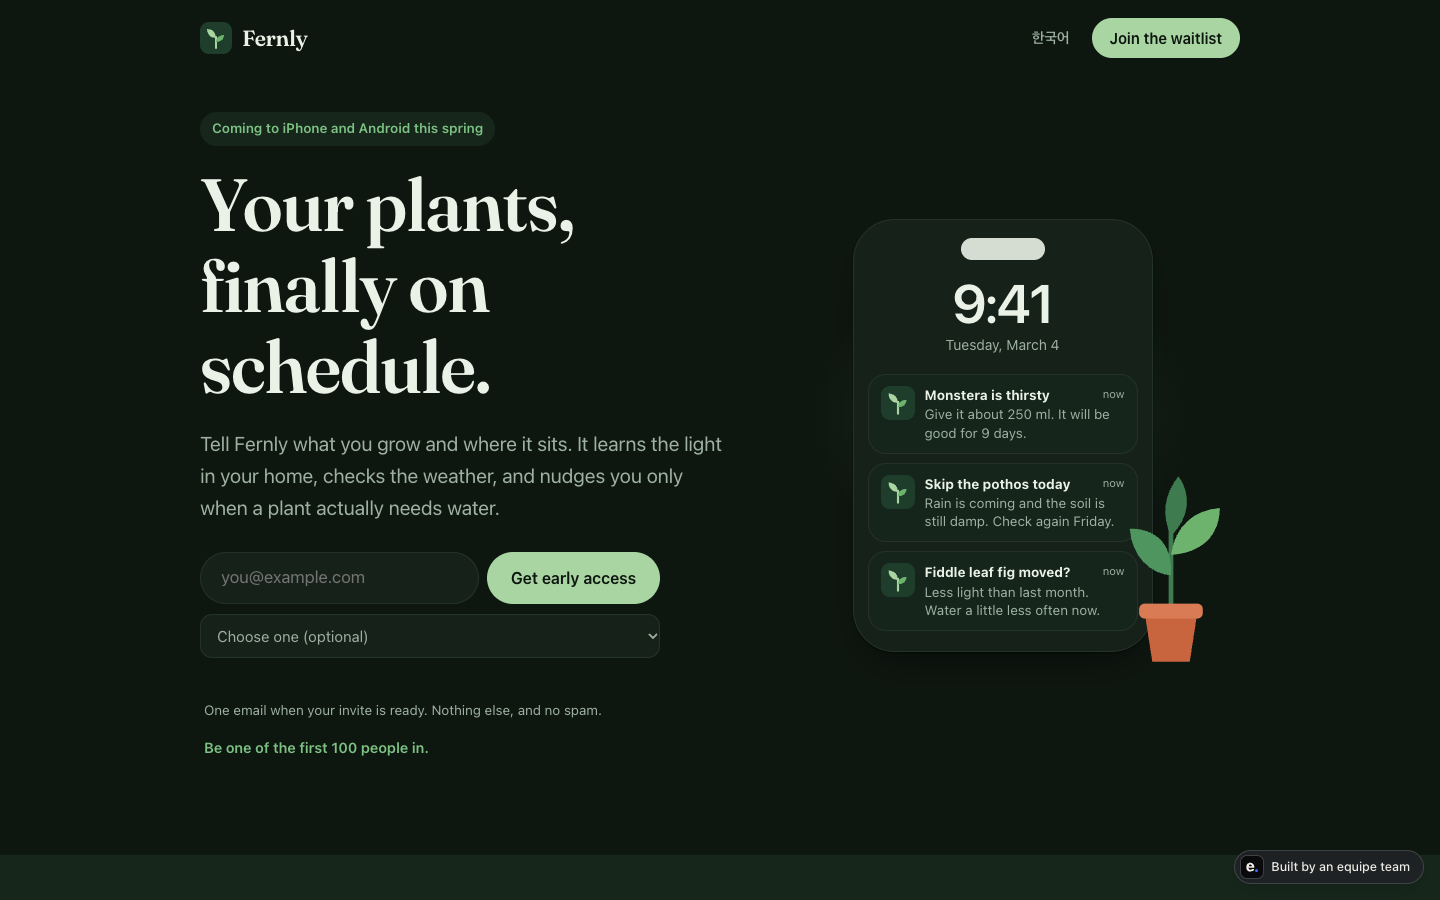 Fernly
한국어
Join the waitlist
Coming to iPhone and Android this spring
Your plants,
finally on
schedule.
Tell Fernly what you grow and where it sits. It learns the light
in your home, checks the weather, and nudges you only
when a plant actually needs water.
you@example.com
Get early access
Choose one (optional)
One email when your invite is ready. Nothing else, and no spam.
Be one of the first 100 people in.
9:41
Tuesday, March 4
Monstera is thirsty
now
Give it about 250 ml. It will be
good for 9 days.
Skip the pothos today
now
Rain is coming and the soil is
still damp. Check again Friday.
Fiddle leaf fig moved?
now
Less light than last month.
Water a little less often now.
e.
Built by an equipe team